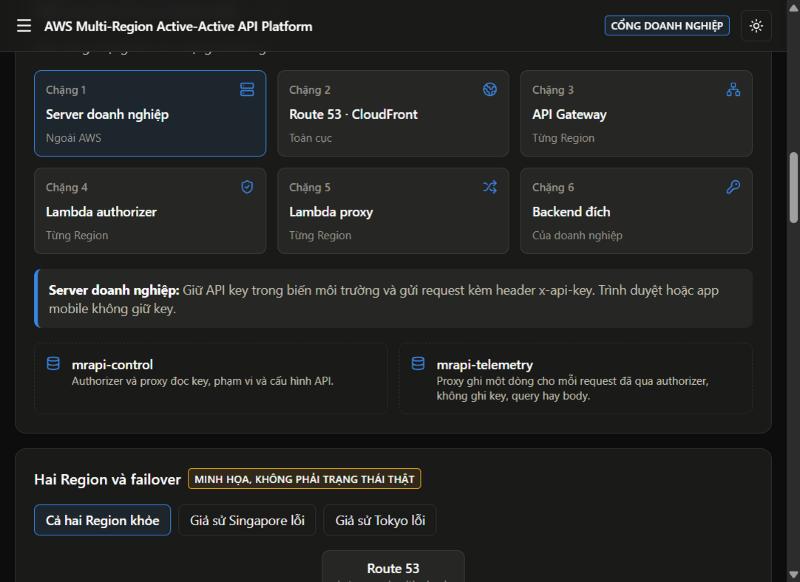 AWS Multi-Region Active-Active API Platform
CỔNG DOANH NGHIỆP
Chặng 1
Server doanh nghiệp
Ngoài AWS
Chặng 2
Route 53 · CloudFront
Toàn cục
Chặng 3
API Gateway
Từng Region
Chặng 4
Lambda authorizer
Từng Region
Chặng 5
Lambda proxy
Từng Region
Chặng 6
Backend đích
Của doanh nghiệp
Server doanh nghiệp: Giữ API key trong biến môi trường và gửi request kèm header x-api-key. Trình duyệt hoặc app
mobile không giữ key.
mrapi-control
Authorizer và proxy đọc key, phạm vi và cấu hình API.
mrapi-telemetry
Proxy ghi một dòng cho mỗi request đã qua authorizer,
không ghi key, query hay body.
Hai Region và failover
MINH HỌA, KHÔNG PHẢI TRẠNG THÁI THẬT
Cả hai Region khỏe
Giả sử Singapore lỗi
Giả sử Tokyo lỗi
Route 53